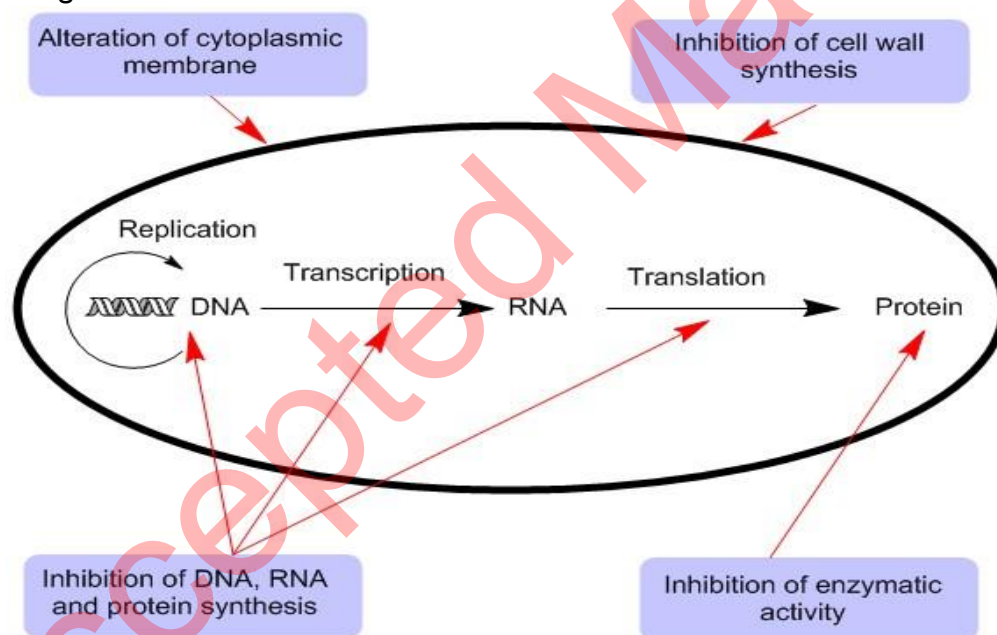 Alteration of cytoplasmic
membrane
Inhibition of cell wall
synthesis
Replication
Transcription
Translation
DNA
RNA
Protein
Inhibition of DNA, RNA
and protein synthesis
Inhibition of enzymatic
activity